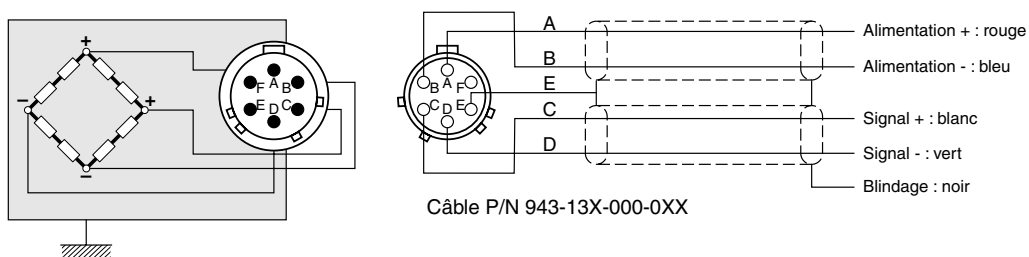 +
−
+
−
F A B
E D C
B A F
C D E
A
B
E
C
D
Alimentation + : rouge
Alimentation - : bleu
Signal + : blanc
Signal - : vert
Blindage : noir
Câble P/N 943-13X-000-0XX